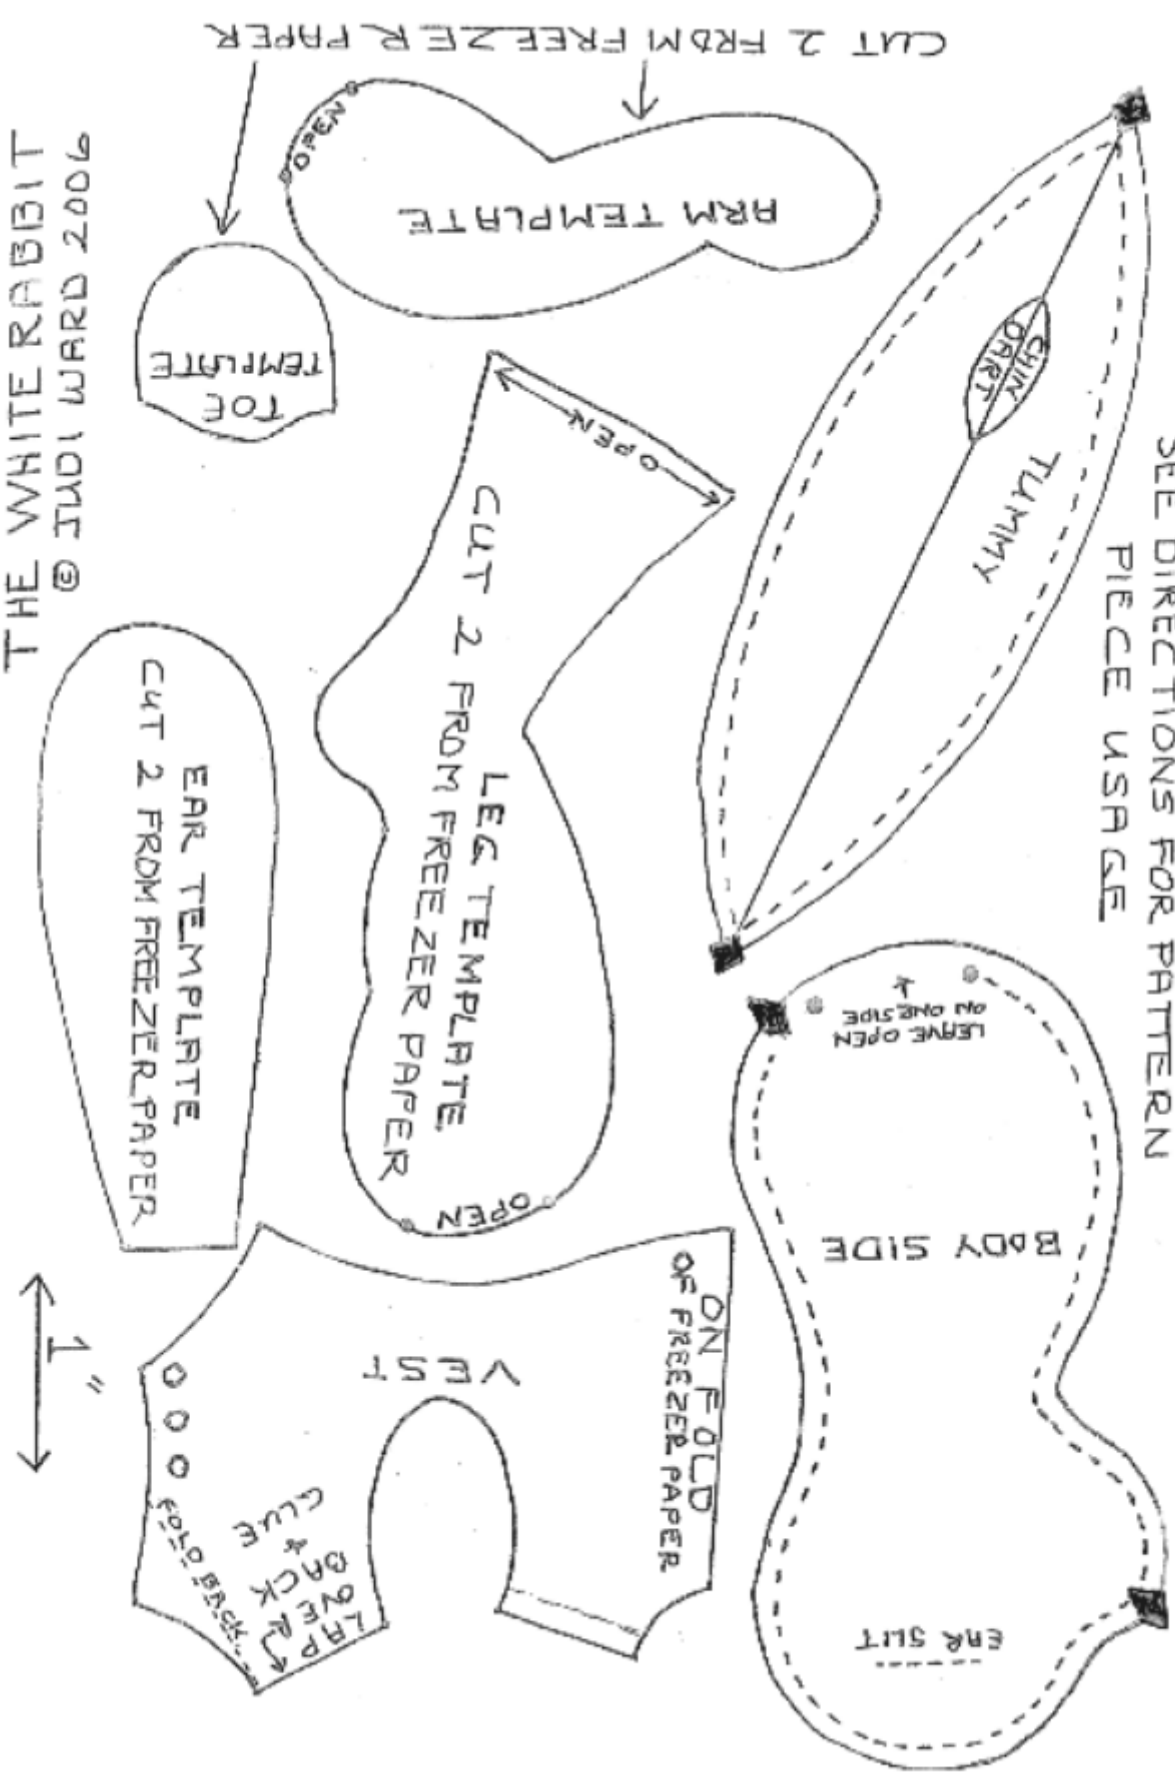 CUT 2 FROM FREEZER PAPER
THE WHITE RABBIT
© JUDI WARD 2006
OPEN
ARM TEMPLATE
TOE
TEMPLATE
OPEN
CUT 2 FROM FREEZER PAPER
LEG TEMPLATE
OPEN
CHIN
DART
TUMMY
SEE DIRECTIONS FOR PATTERN
PIECE USAGE
EAR TEMPLATE
CUT 2 FROM FREEZER PAPER
LEAVE OPEN
ON ONE SIDE
BODY SIDE
EAR SLIT
1"
VEST
ON FOLD
OF FREEZER PAPER
FOLD BACK
LAP
OVER
BACK
+
GLUE